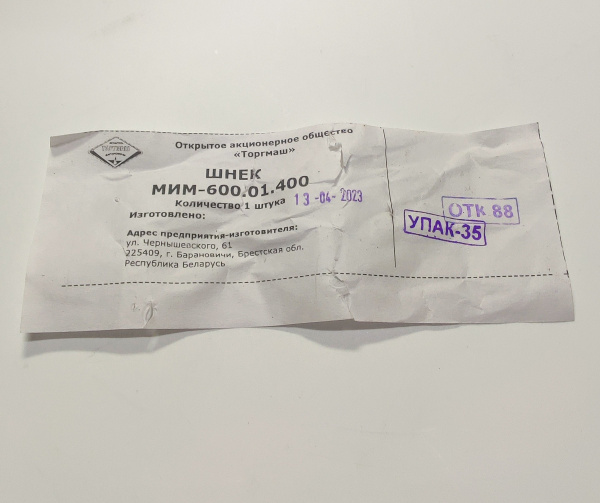 Открытое акционерное общество
«Торгмаш»
ШНЕК
МИМ-600.01.400
Количество 1 штука
13-04-2023
Изготовлено:
Адрес предприятия-изготовителя:
ул. Чернышевского, 61
225409, г. Барановичи, Брестская обл.
Республика Беларусь
ОТК 88
УПАК-35